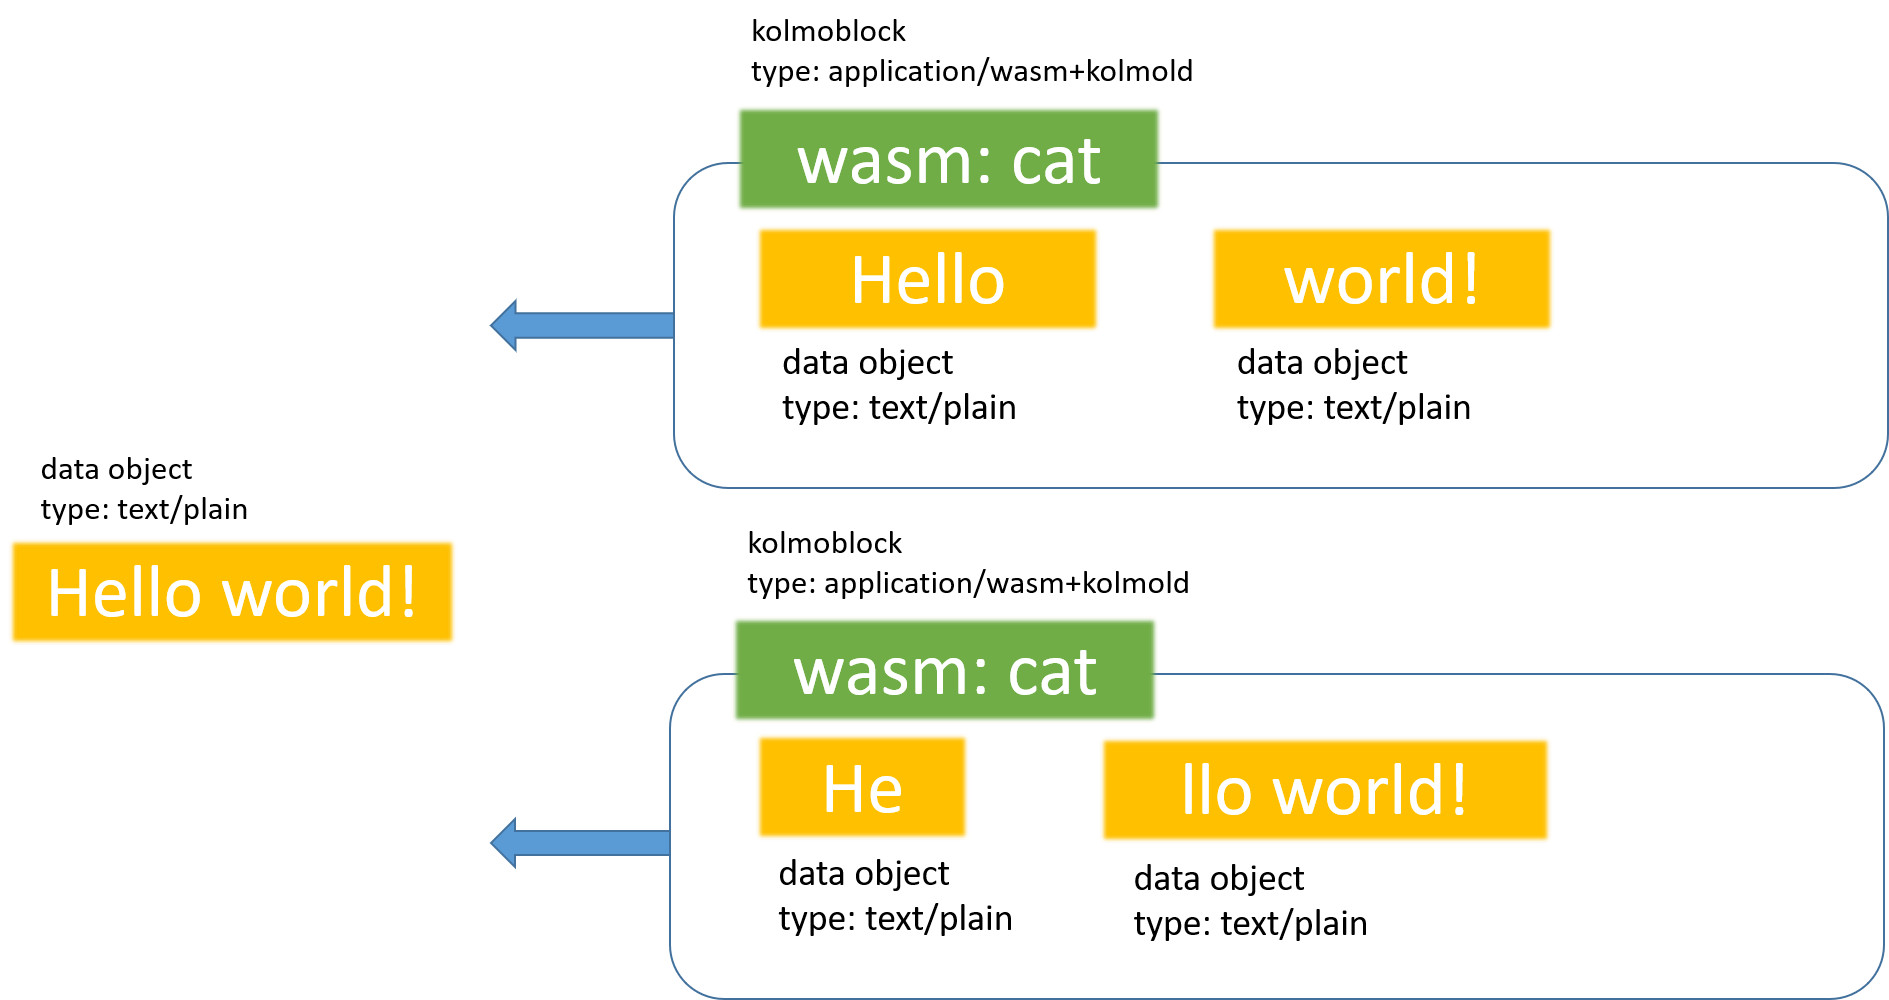 kolmoblock
type: application/wasm+kolmold
wasm: cat
Hello
world!
data object
type: text/plain
data object
type: text/plain
data object
type: text/plain
Hello world!
kolmoblock
type: application/wasm+kolmold
wasm: cat
He
llo world!
data object
type: text/plain
data object
type: text/plain